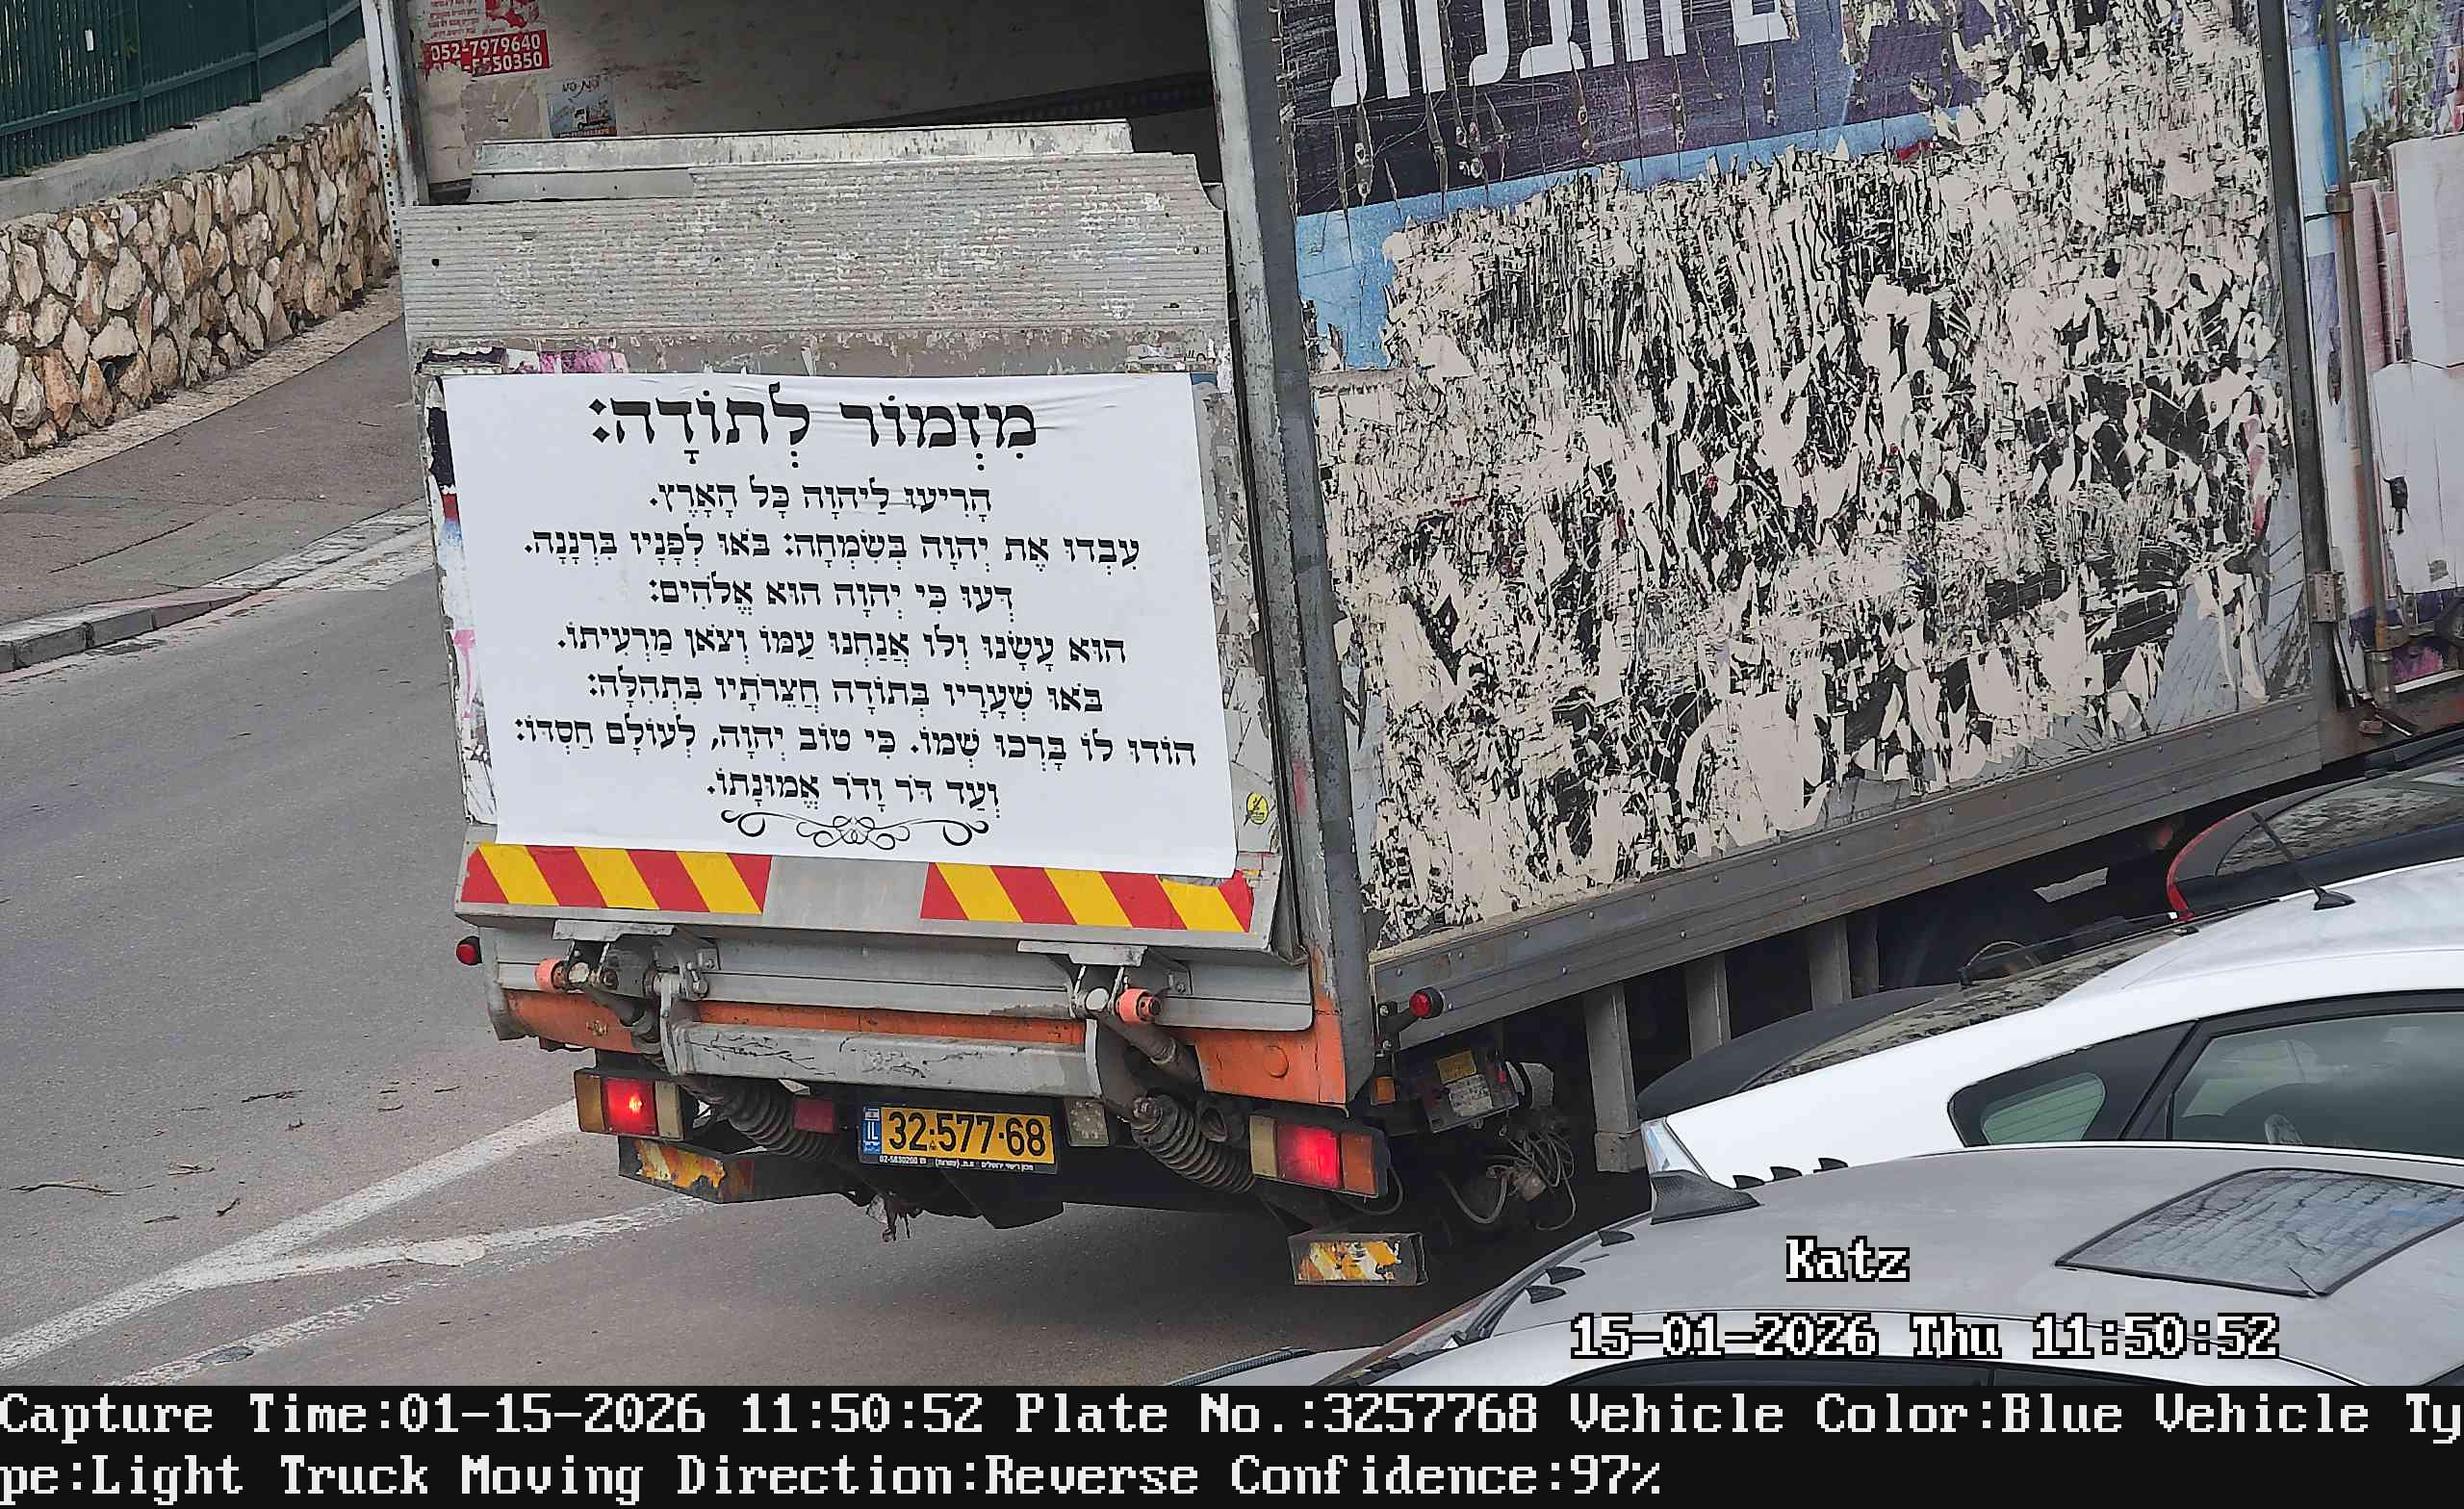 052-7979640
5550350
מִזְמוֹר לְתוֹדָה:
הָרִיעוּ לַיהוָה כָּל הָאָרֶץ.
עִבְדוּ אֶת יְהוָה בְּשִׂמְחָה: בֹּאוּ לְפָנָיו בִּרְנָנָה.
דְּעוּ כִּי יְהוָה הוּא אֱלֹהִים:
הוּא עָשָׂנוּ וְלוֹ אֲנַחְנוּ עַמּוֹ וְצֹאן מַרְעִיתוֹ.
בֹּאוּ שְׁעָרָיו בְּתוֹדָה חֲצֵרֹתָיו בִּתְהִלָּה:
הוֹדוּ לוֹ בָּרְכוּ שְׁמוֹ. כִּי טוֹב יְהוָה, לְעוֹלָם חַסְדּוֹ:
וְעַד דֹּר וָדֹר אֱמוּנָתוֹ.
IL
32·577·68
Katz
15-01-2026 Thu 11:50:52
Capture Time:01-15-2026 11:50:52 Plate No.:3257768 Vehicle Color:Blue Vehicle Ty
pe:Light Truck Moving Direction:Reverse Confidence:97%